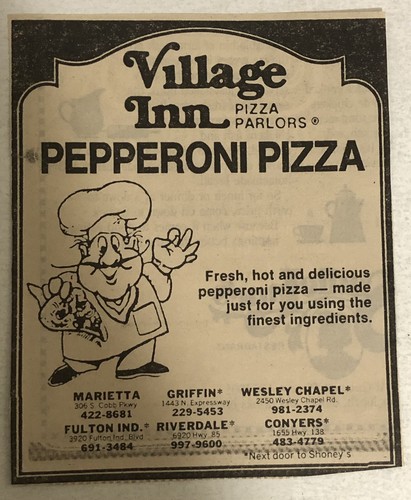 Village
Inn PIZZA PARLORS®
PEPPERONI PIZZA
Fresh, hot and delicious
pepperoni pizza — made
just for you using the
finest ingredients.
MARIETTA
306 S. Cobb Pkwy
422-8681
GRIFFIN*
1443 N. Expressway
229-5453
WESLEY CHAPEL*
2450 Wesley Chapel Rd.
981-2374
FULTON IND.*
3920 Fulton Ind. Blvd
691-3484
RIVERDALE*
6920 Hwy. 85
997-9600
CONYERS*
1655 Hwy. 138
483-4779
*Next door to Shoney's